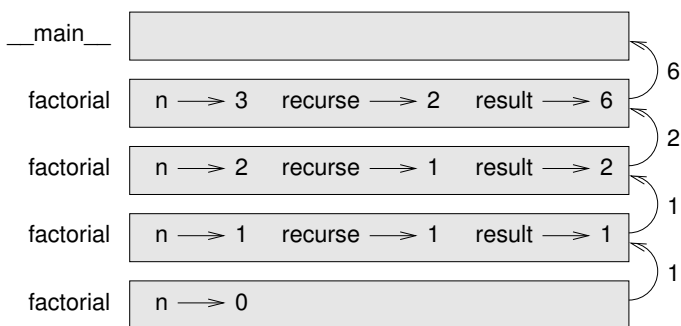 __main__
6
factorial n 3 recurse 2 result 6
2
factorial n 2 recurse 1 result 2
1
factorial n 1 recurse 1 result 1
1
factorial n 0